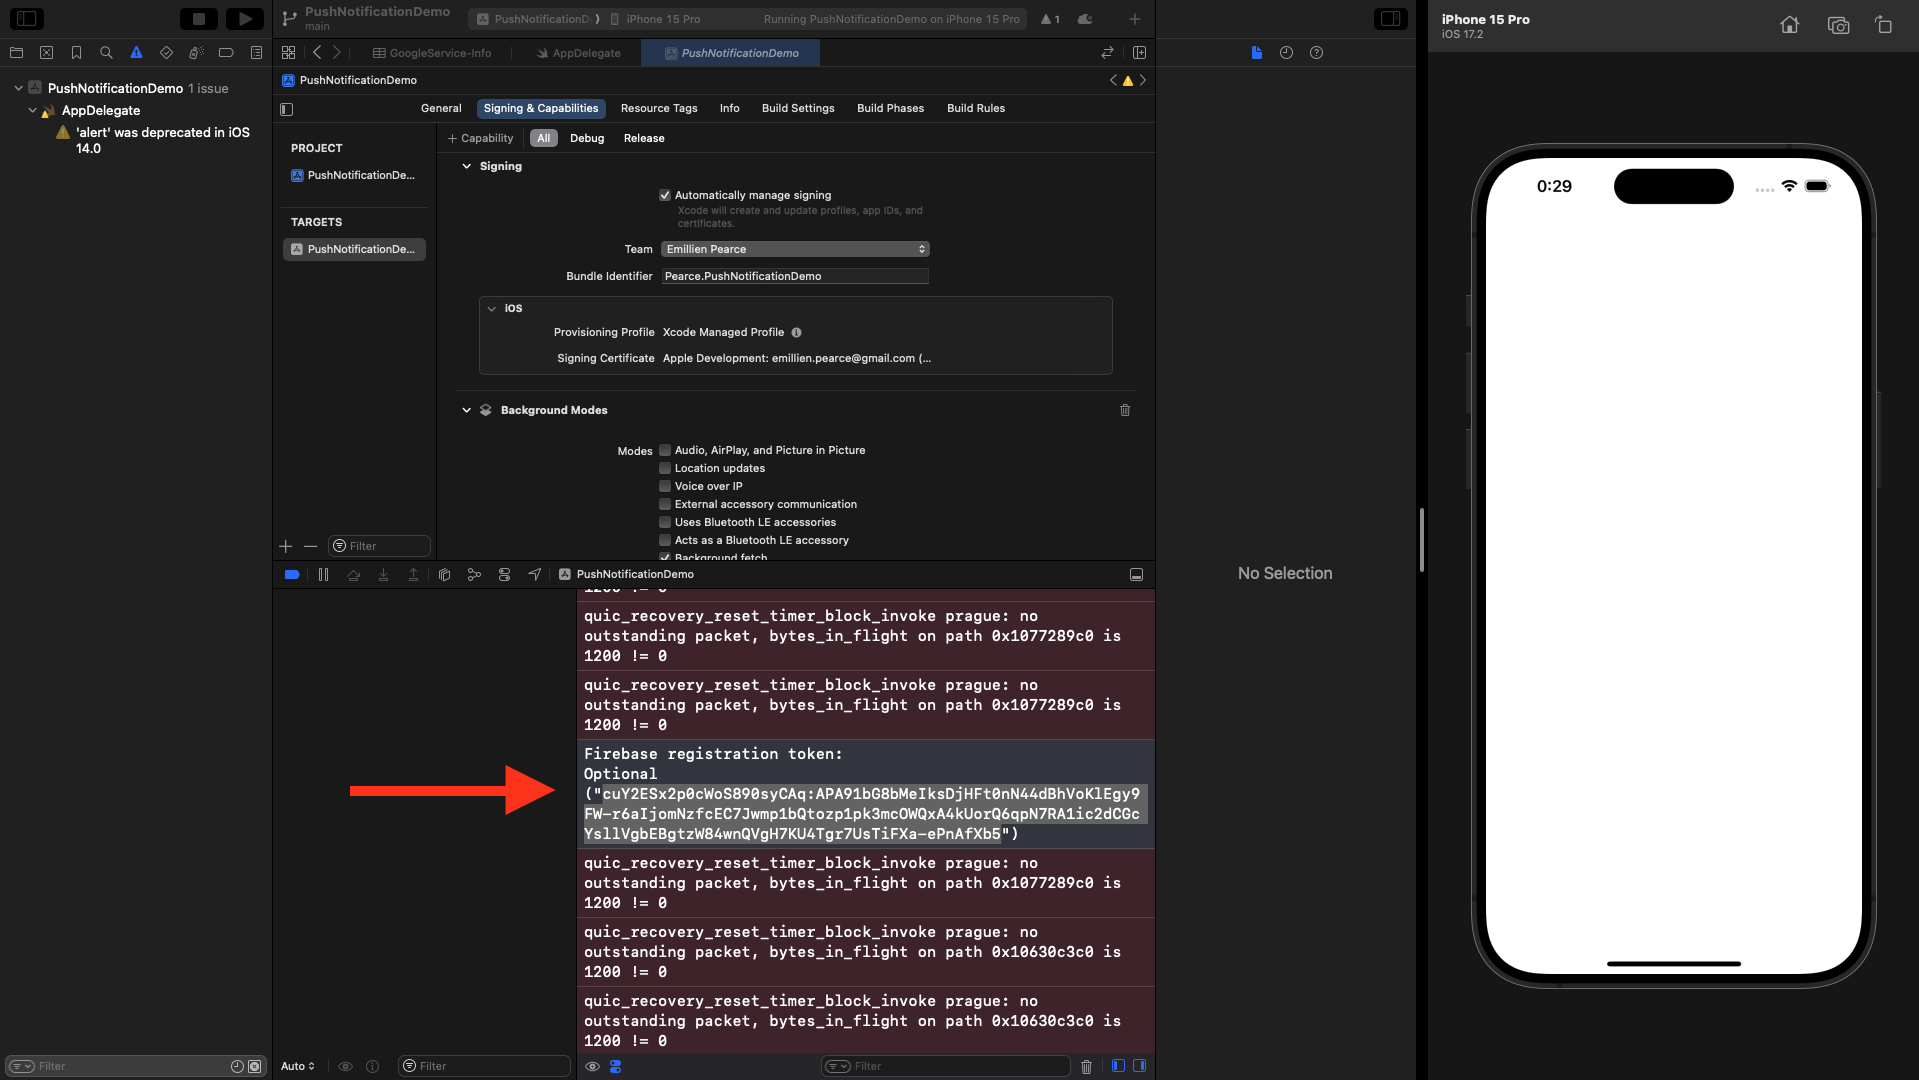 PushNotificationDemo
main
PushNotificationD
iPhone 15 Pro
Running PushNotificationDemo on iPhone 15 Pro
1
GoogleService-Info
AppDelegate
PushNotificationDemo
PushNotificationDemo 1 issue
AppDelegate
'alert' was deprecated in iOS
14.0
PushNotificationDemo
General
Signing & Capabilities
Resource Tags
Info
Build Settings
Build Phases
Build Rules
PROJECT
PushNotificationDe...
TARGETS
PushNotificationDe...
Filter
+ Capability
All
Debug
Release
Signing
Automatically manage signing
Xcode will create and update profiles, app IDs, and
certificates.
Team
Emillien Pearce
Bundle Identifier
Pearce.PushNotificationDemo
iOS
Provisioning Profile Xcode Managed Profile
Signing Certificate Apple Development: emillien.pearce@gmail.com (...
Background Modes
Modes
Audio, AirPlay, and Picture in Picture
Location updates
Voice over IP
External accessory communication
Uses Bluetooth LE accessories
Acts as a Bluetooth LE accessory
Background fetch
PushNotificationDemo
1200 != 0
quic_recovery_reset_timer_block_invoke prague: no
outstanding packet, bytes_in_flight on path 0x1077289c0 is
1200 != 0
quic_recovery_reset_timer_block_invoke prague: no
outstanding packet, bytes_in_flight on path 0x1077289c0 is
1200 != 0
Firebase registration token:
Optional
("cuY2ESx2p0cWoS890syCAq:APA91bG8bMeIksDjHFt0nN44dBhVoKlEgy9
FW-r6aIjomNzfcEC7Jwmp1bQtozp1pk3mcOWQxA4kUorQ6qpN7RA1ic2dCGc
YsllVgbEBgtzW84wnQVgH7KU4Tgr7UsTiFXa-ePnAfXb5")
quic_recovery_reset_timer_block_invoke prague: no
outstanding packet, bytes_in_flight on path 0x1077289c0 is
1200 != 0
quic_recovery_reset_timer_block_invoke prague: no
outstanding packet, bytes_in_flight on path 0x10630c3c0 is
1200 != 0
quic_recovery_reset_timer_block_invoke prague: no
outstanding packet, bytes_in_flight on path 0x10630c3c0 is
1200 != 0
Filter
Auto
Filter
Filter
No Selection
iPhone 15 Pro
iOS 17.2
0:29